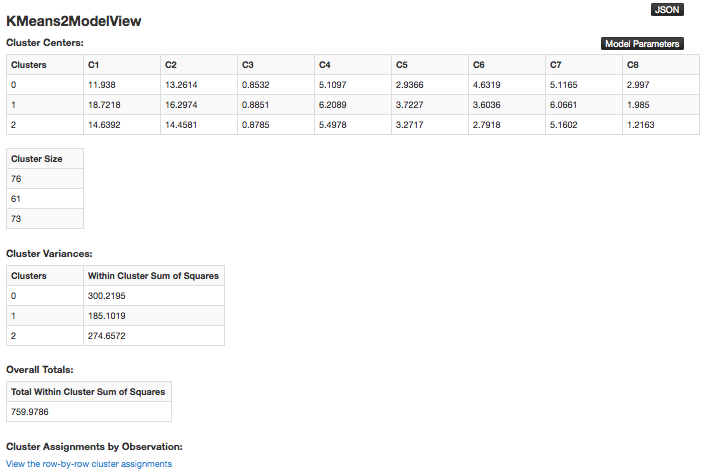 JSON
KMeans2ModelView
Cluster Centers:
Model Parameters
Clusters C1 C2 C3 C4 C5 C6 C7 C8
0 11.938 13.2614 0.8532 5.1097 2.9366 4.6319 5.1165 2.997
1 18.7218 16.2974 0.8851 6.2089 3.7227 3.6036 6.0661 1.985
2 14.6392 14.4581 0.8785 5.4978 3.2717 2.7918 5.1602 1.2163
Cluster Size
76
61
73
Cluster Variances:
Clusters Within Cluster Sum of Squares
0 300.2195
1 185.1019
2 274.6572
Overall Totals:
Total Within Cluster Sum of Squares
759.9786
Cluster Assignments by Observation:
View the row-by-row cluster assignments